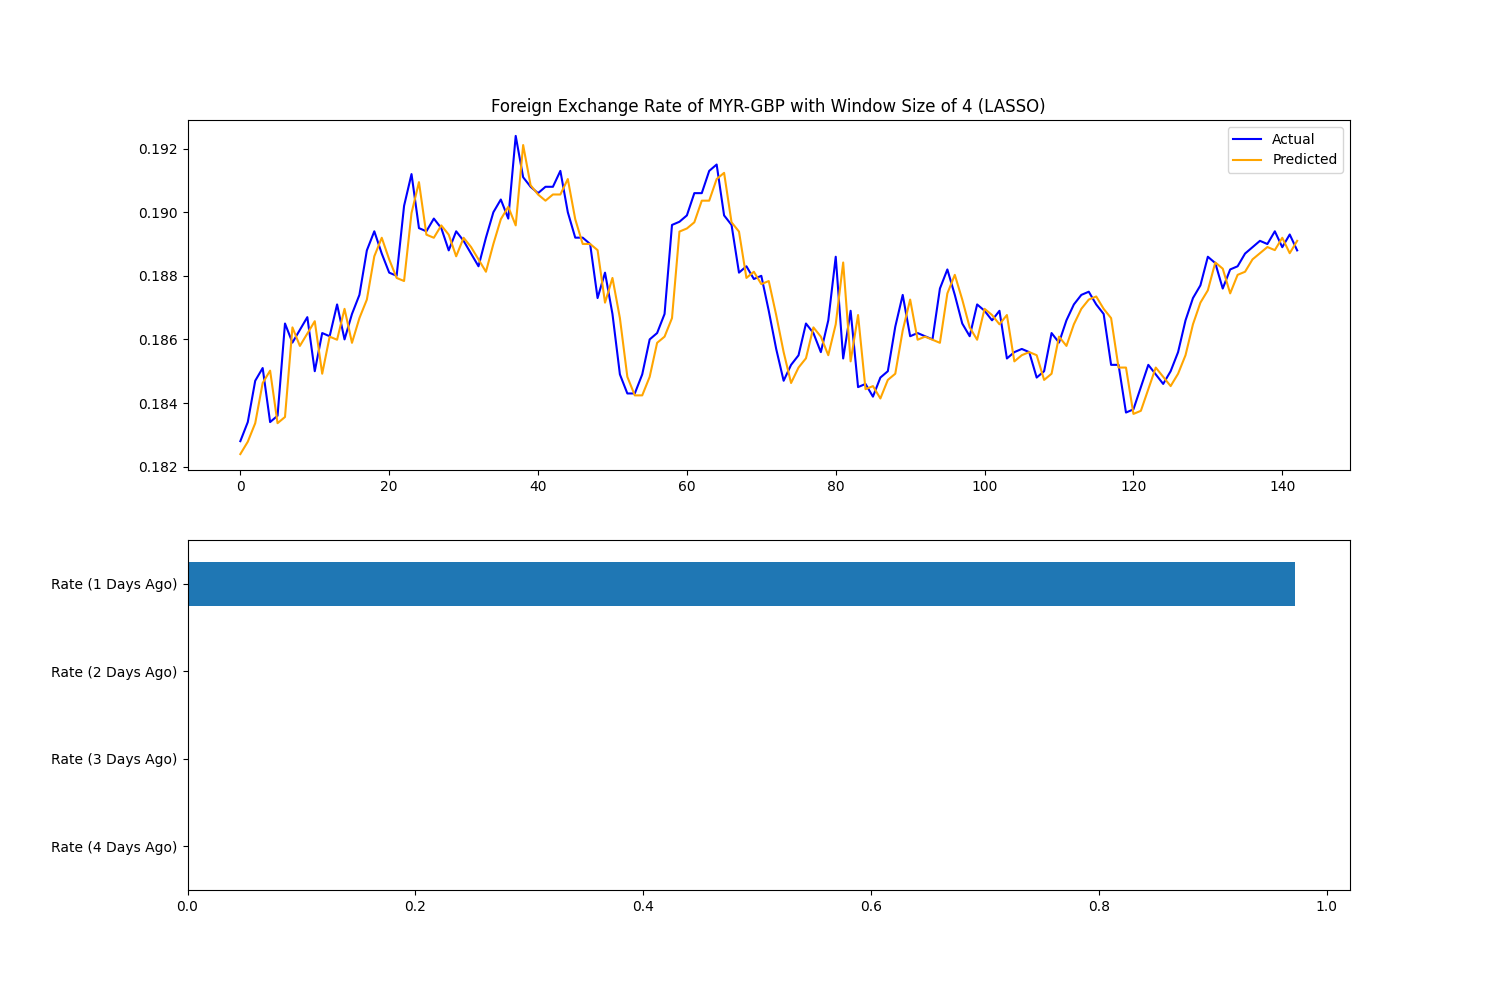 Foreign Exchange Rate of MYR-GBP with Window Size of 4 (LASSO)
Actual
Predicted
0.192
0.190
0.188
0.186
0.184
0.182
0 20 40 60 80 100 120 140
Rate (1 Days Ago)
Rate (2 Days Ago)
Rate (3 Days Ago)
Rate (4 Days Ago)
0.0 0.2 0.4 0.6 0.8 1.0